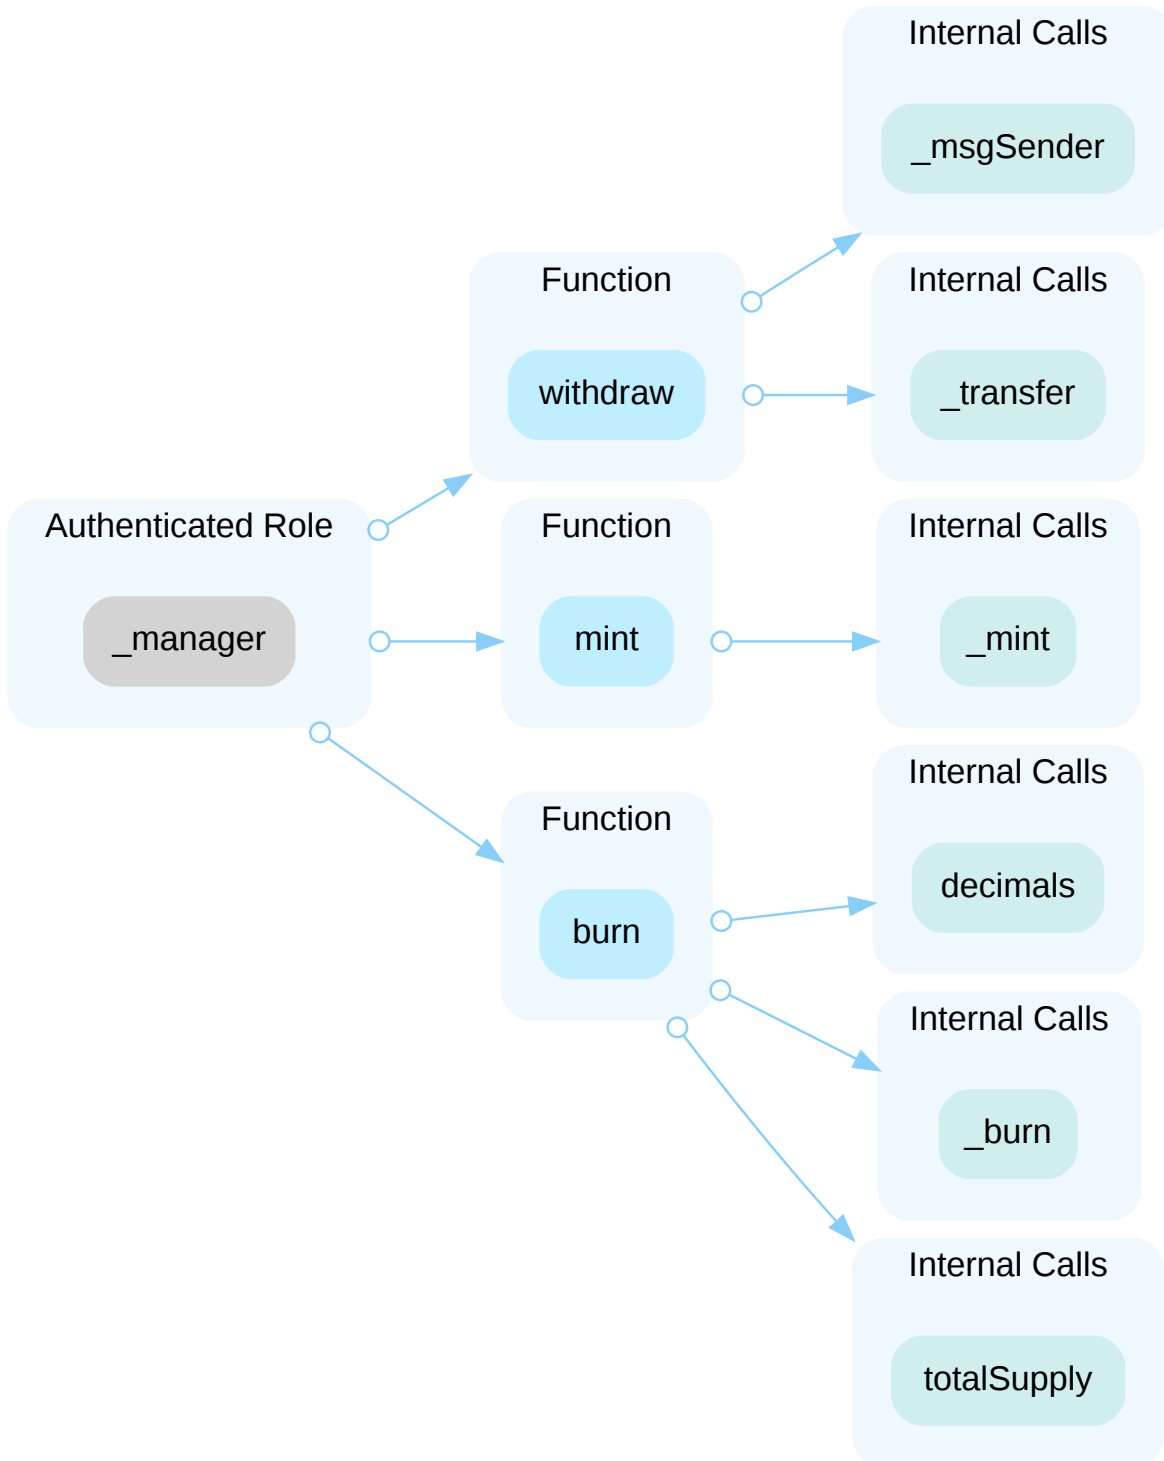 Authenticated Role
_manager
Function
withdraw
Function
mint
Function
burn
Internal Calls
_msgSender
Internal Calls
_transfer
Internal Calls
_mint
Internal Calls
decimals
Internal Calls
_burn
Internal Calls
totalSupply